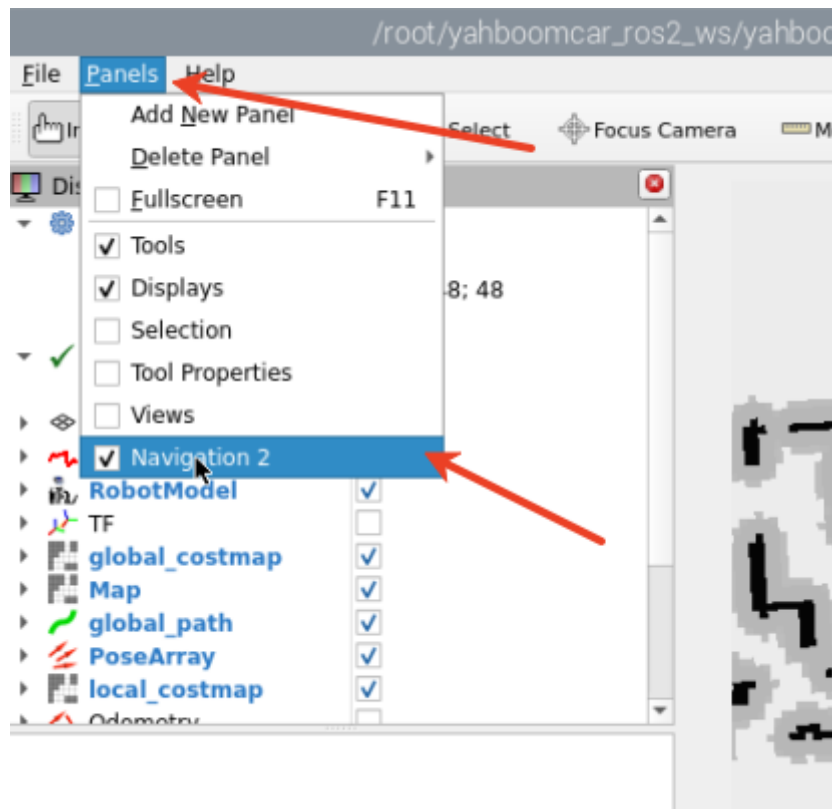 /root/yahboomcar_ros2_ws/yahboo
File Panels Help
Add New Panel
Select Focus Camera
Delete Panel
Fullscreen F11
Tools
Displays
8; 48
Selection
Tool Properties
Views
Navigation 2
RobotModel
TF
global_costmap
Map
global_path
PoseArray
local_costmap
Odometry